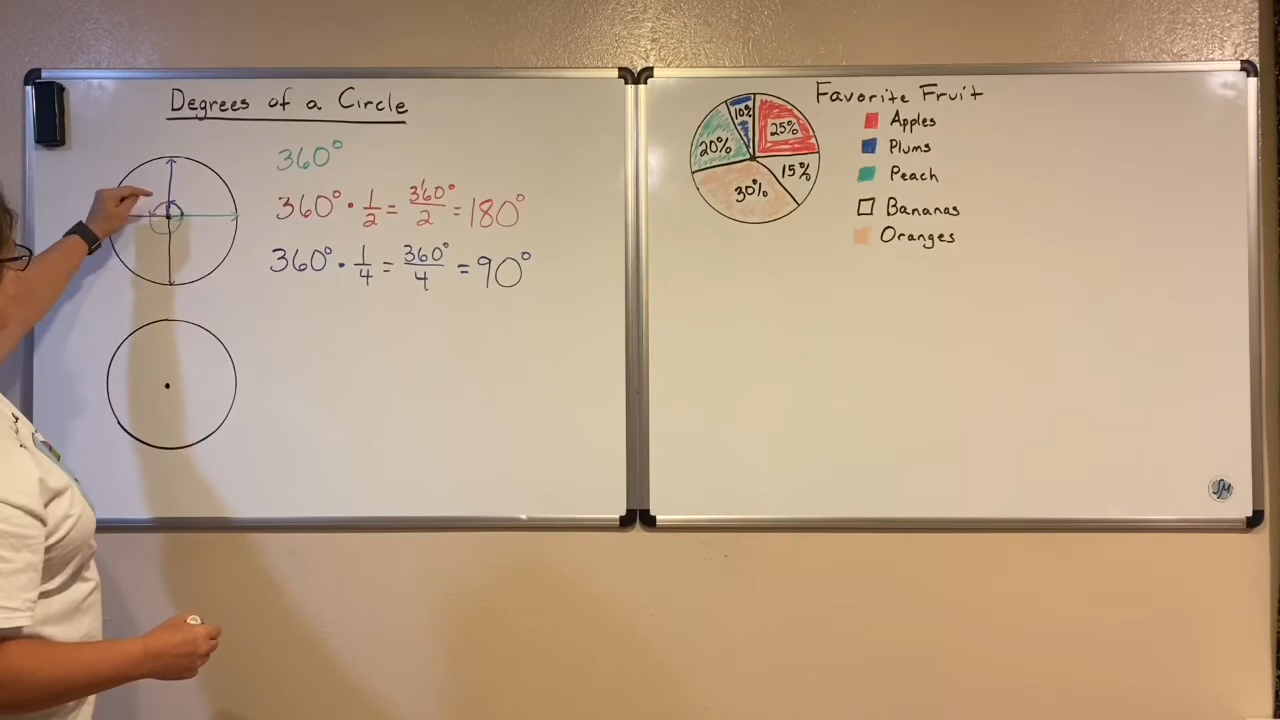 Degrees of a Circle
360°
360° · 1/2 = 360°/2 = 180°
360° · 1/4 = 360°/4 = 90°
Favorite Fruit
10%
25%
20%
15%
30%
Apples
Plums
Peach
Bananas
Oranges
SM